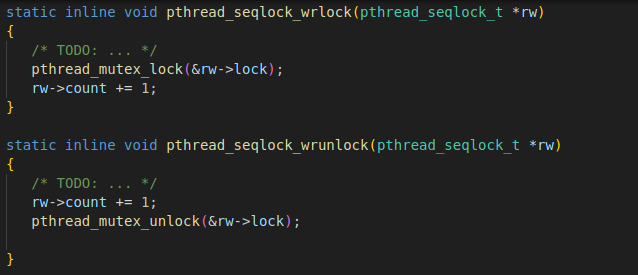 static inline void pthread_seqlock_wrlock(pthread_seqlock_t *rw)
{
   /* TODO: ... */
   pthread_mutex_lock(&rw->lock);
   rw->count += 1;
}
static inline void pthread_seqlock_wrunlock(pthread_seqlock_t *rw)
{
   /* TODO: ... */
   rw->count += 1;
   pthread_mutex_unlock(&rw->lock);
}